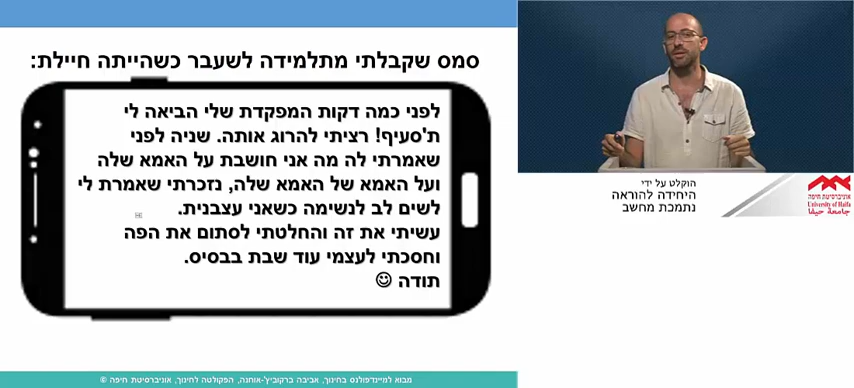 סמס שקבלתי מתלמידה לשעבר כשהייתה חיילת:
לפני כמה דקות המפקדת שלי הביאה לי
ת'סעיף! רציתי להרוג אותה. שניה לפני
שאמרתי לה מה אני חושבת על האמא שלה
ועל האמא של האמא שלה, נזכרתי שאמרת לי
לשים לב לנשימה כשאני עצבנית.
עשיתי את זה והחלטתי לסתום את הפה
וחסכתי לעצמי עוד שבת בבסיס.
תודה ☺
הוקלט על ידי
היחידה להוראה
נתמכת מחשב
אוניברסיטת חיפה
University of Haifa
جامعة حيفا
מבוא למיינדפולנס בחינוך, אביבה ברקוביץ'-אוחנה, הפקולטה לחינוך, אוניברסיטת חיפה ©